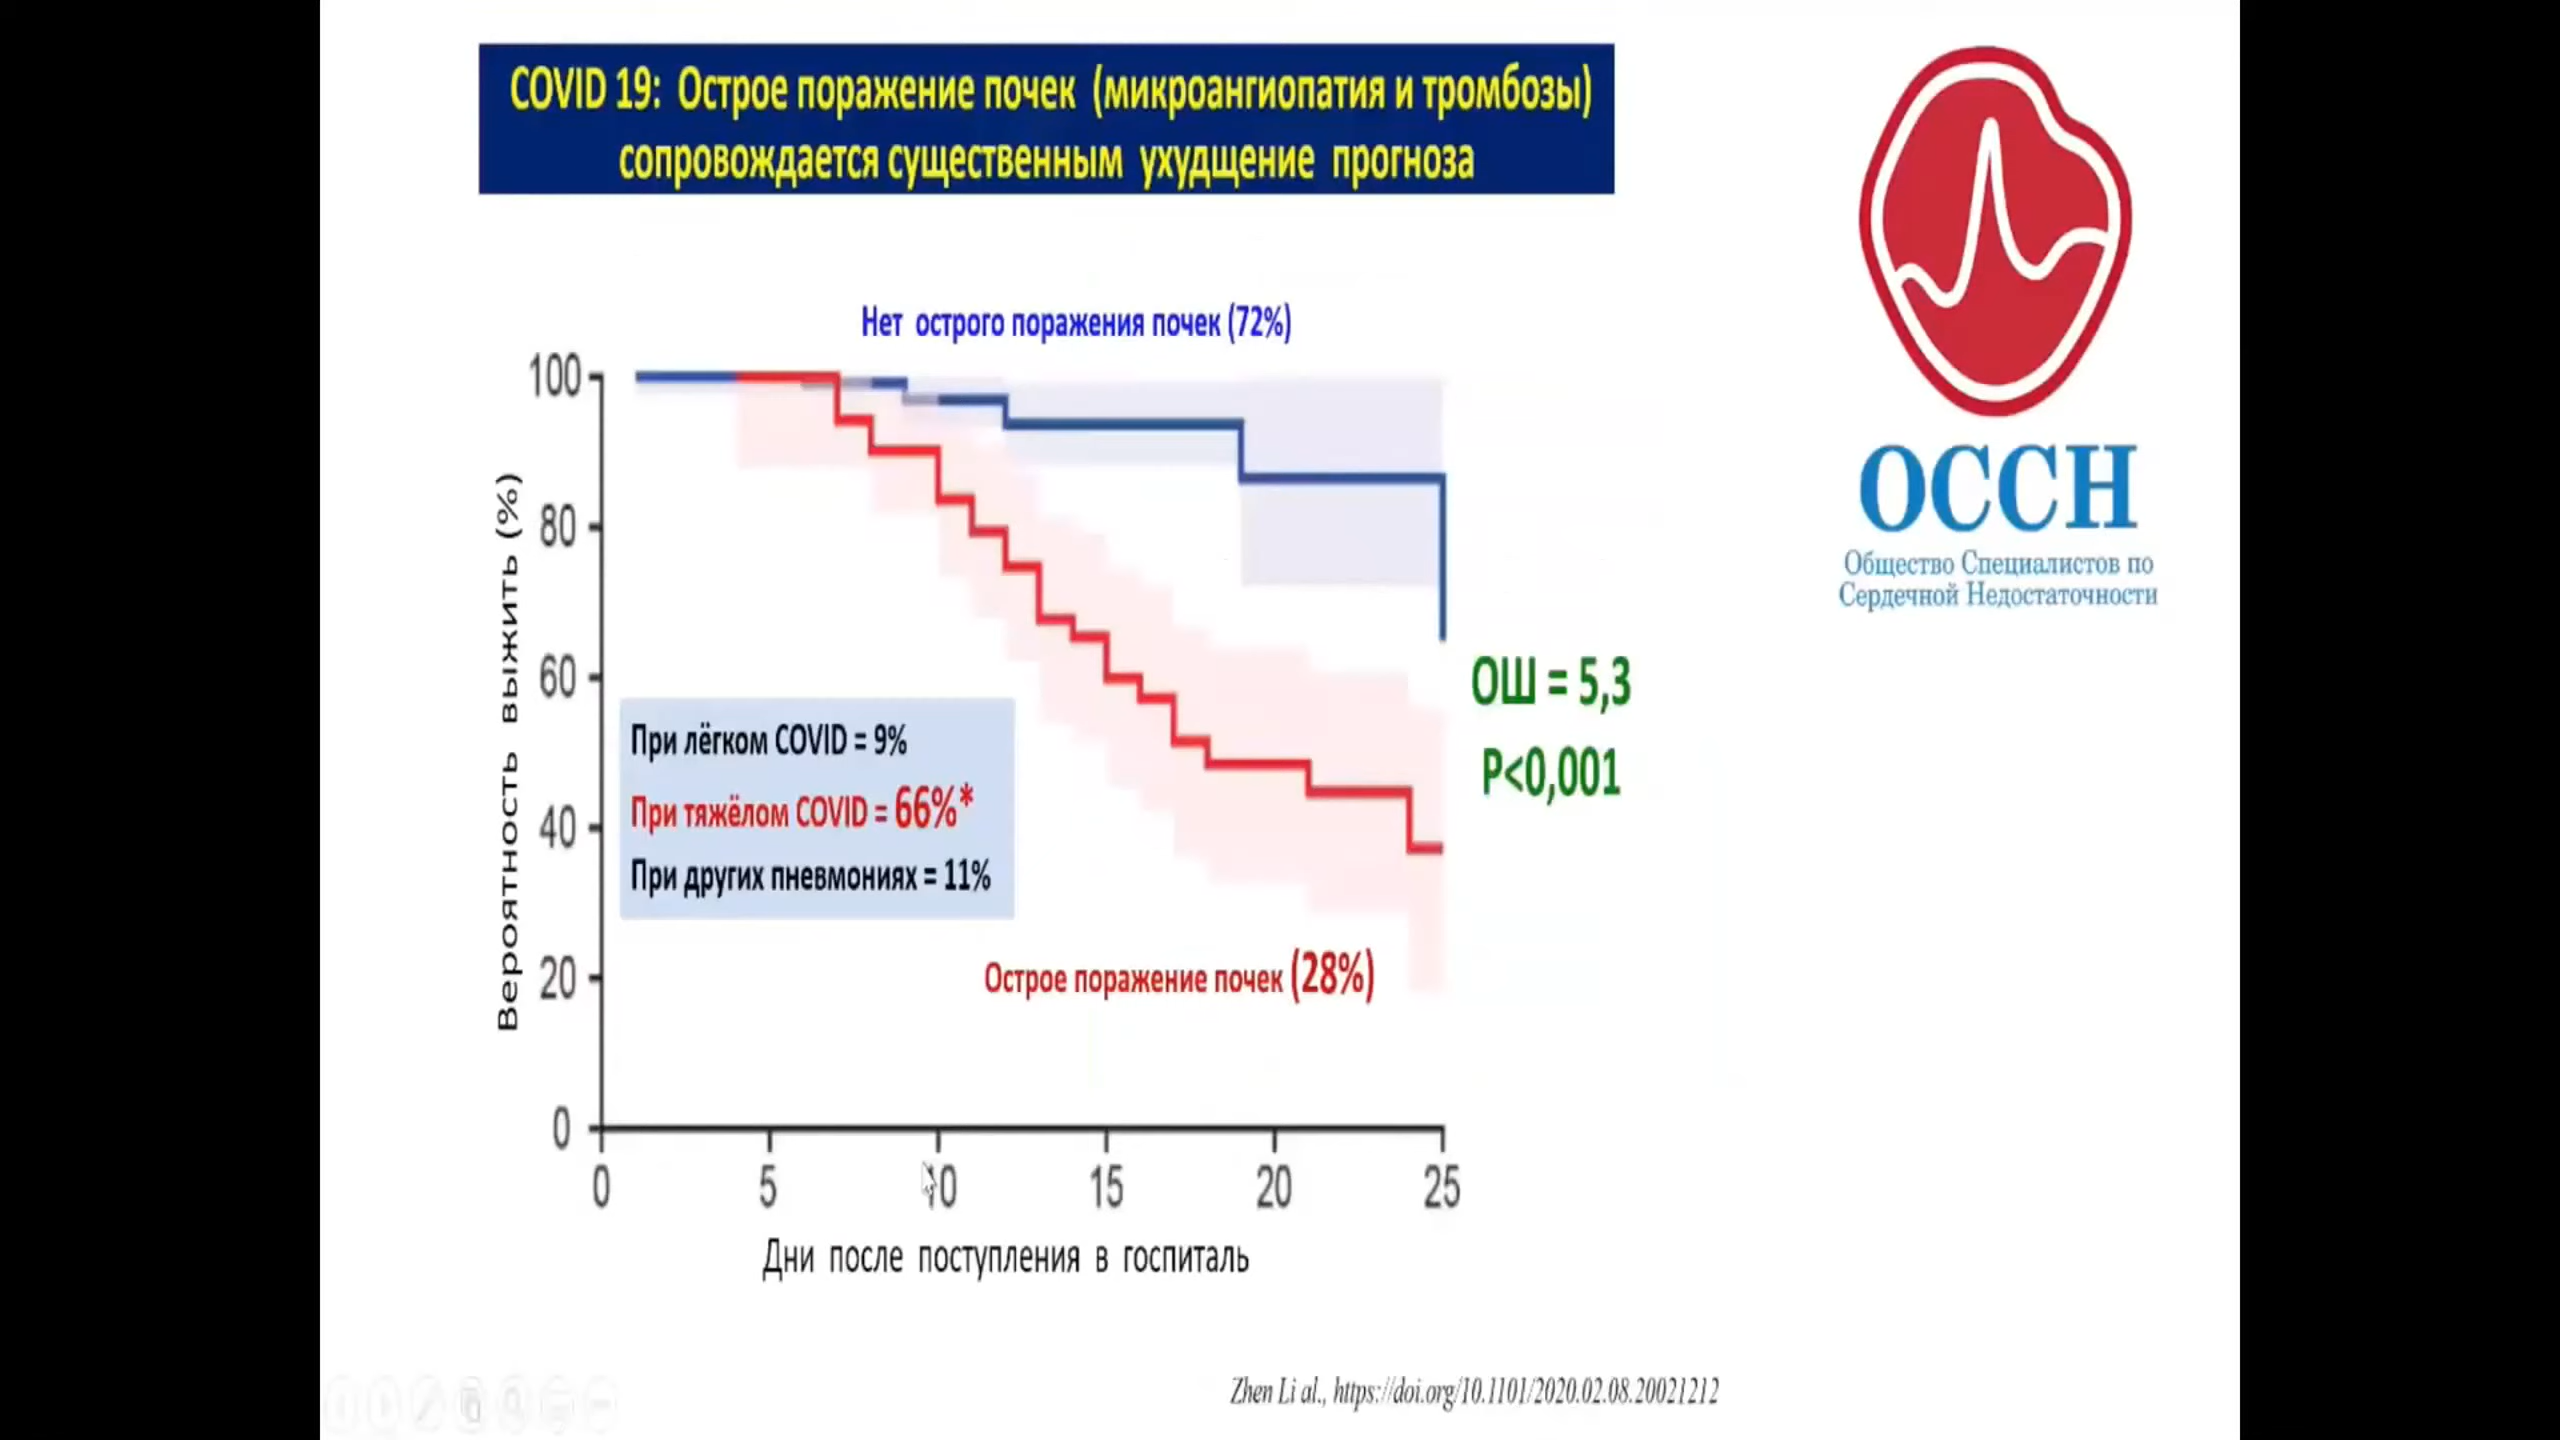 COVID 19: Острое поражение почек (микроангиопатия и тромбозы)
сопровождается существенным ухудщение прогноза
ОССН
Общество Специалистов по
Сердечной Недостаточности
Нет острого поражения почек (72%)
Вероятность выжить (%)
100
80
60
40
20
0
При лёгком COVID = 9%
При тяжёлом COVID = 66%*
При других пневмониях = 11%
ОШ = 5,3
P<0,001
Острое поражение почек (28%)
0 5 10 15 20 25
Дни после поступления в госпиталь
Zhen Li al., https://doi.org/10.1101/2020.02.08.20021212